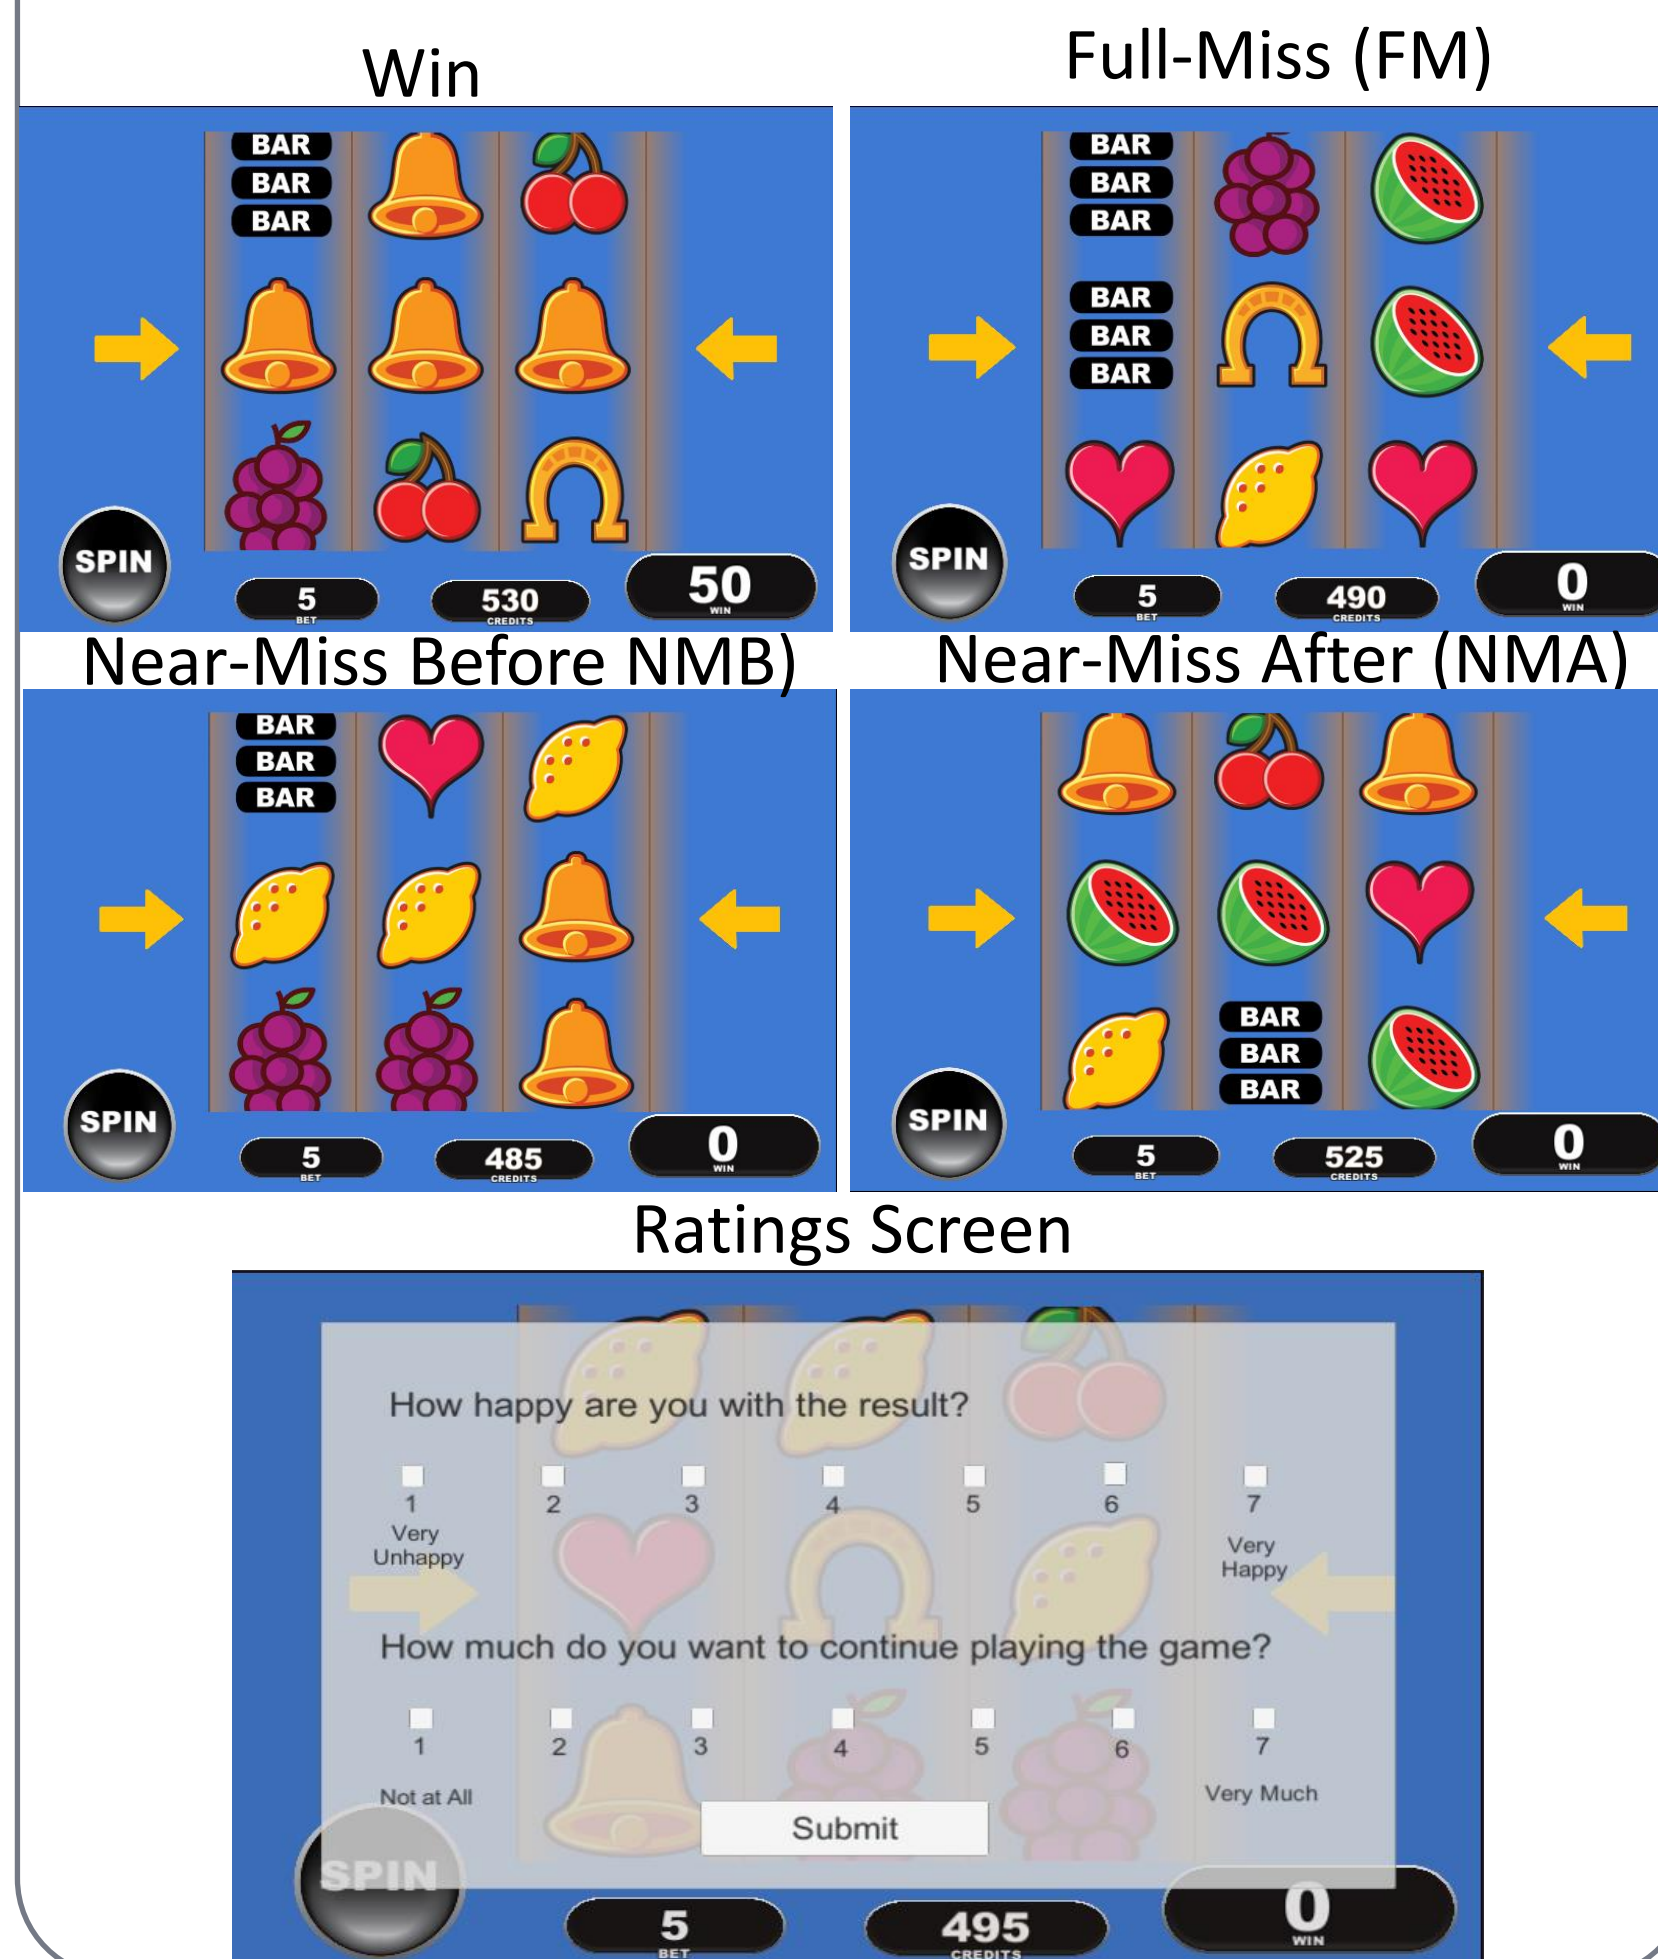 Win
BAR
BAR
BAR
SPIN
5
BET
530
CREDITS
50
WIN
Full-Miss (FM)
BAR
BAR
BAR
BAR
BAR
BAR
SPIN
5
BET
490
CREDITS
0
WIN
Near-Miss Before NMB)
BAR
BAR
BAR
SPIN
5
BET
485
CREDITS
0
WIN
Near-Miss After (NMA)
BAR
BAR
BAR
SPIN
5
BET
525
CREDITS
0
WIN
Ratings Screen
How happy are you with the result?
1 2 3 4 5 6 7
Very
Unhappy
Very
Happy
How much do you want to continue playing the game?
1 2 3 4 5 6 7
Not at All Very Much
Submit
SPIN
5
BET
495
CREDITS
0
WIN